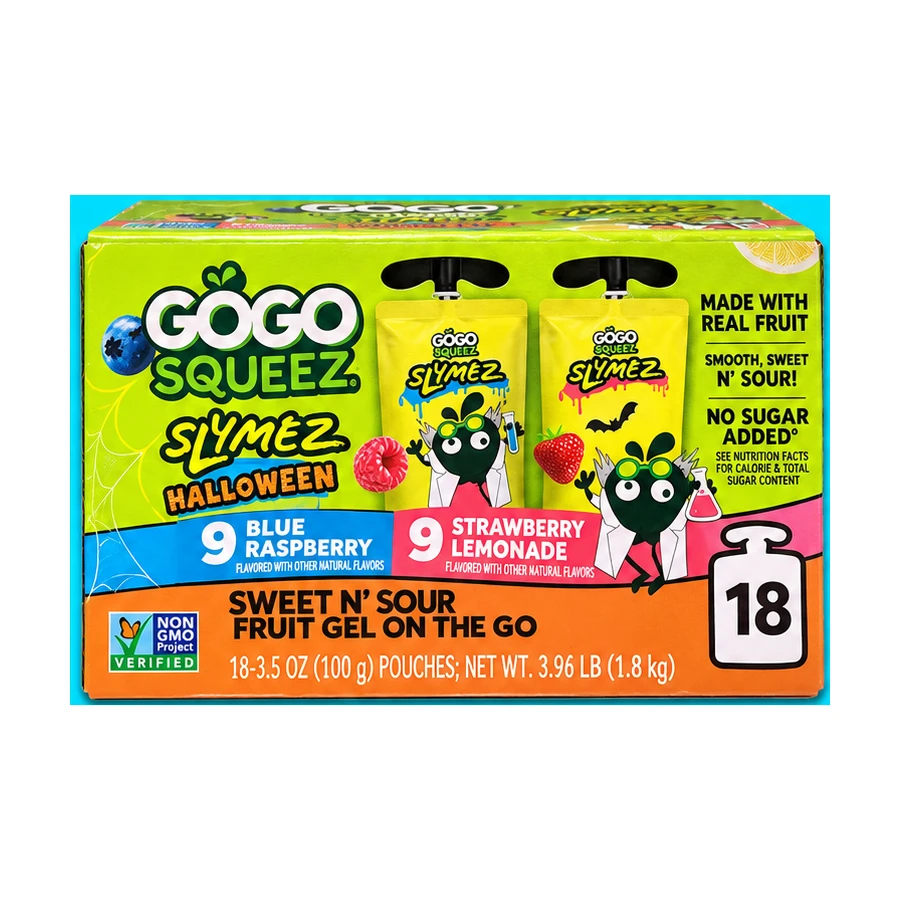 GOGO
GOGO
SQUEEZ
SLYMEZ
HALLOWEEN
GOGO
SQUEEZ
SLYMEZ
GOGO
SQUEEZ
SLYMEZ
MADE WITH
REAL FRUIT
SMOOTH, SWEET
N' SOUR!
NO SUGAR
ADDED°
SEE NUTRITION FACTS
FOR CALORIE & TOTAL
SUGAR CONTENT
9 BLUE
RASPBERRY
FLAVORED WITH OTHER NATURAL FLAVORS
9 STRAWBERRY
LEMONADE
FLAVORED WITH OTHER NATURAL FLAVORS
18
SWEET N' SOUR
FRUIT GEL ON THE GO
NON
GMO
Project
VERIFIED
18-3.5 OZ (100 g) POUCHES; NET WT. 3.96 LB (1.8 kg)